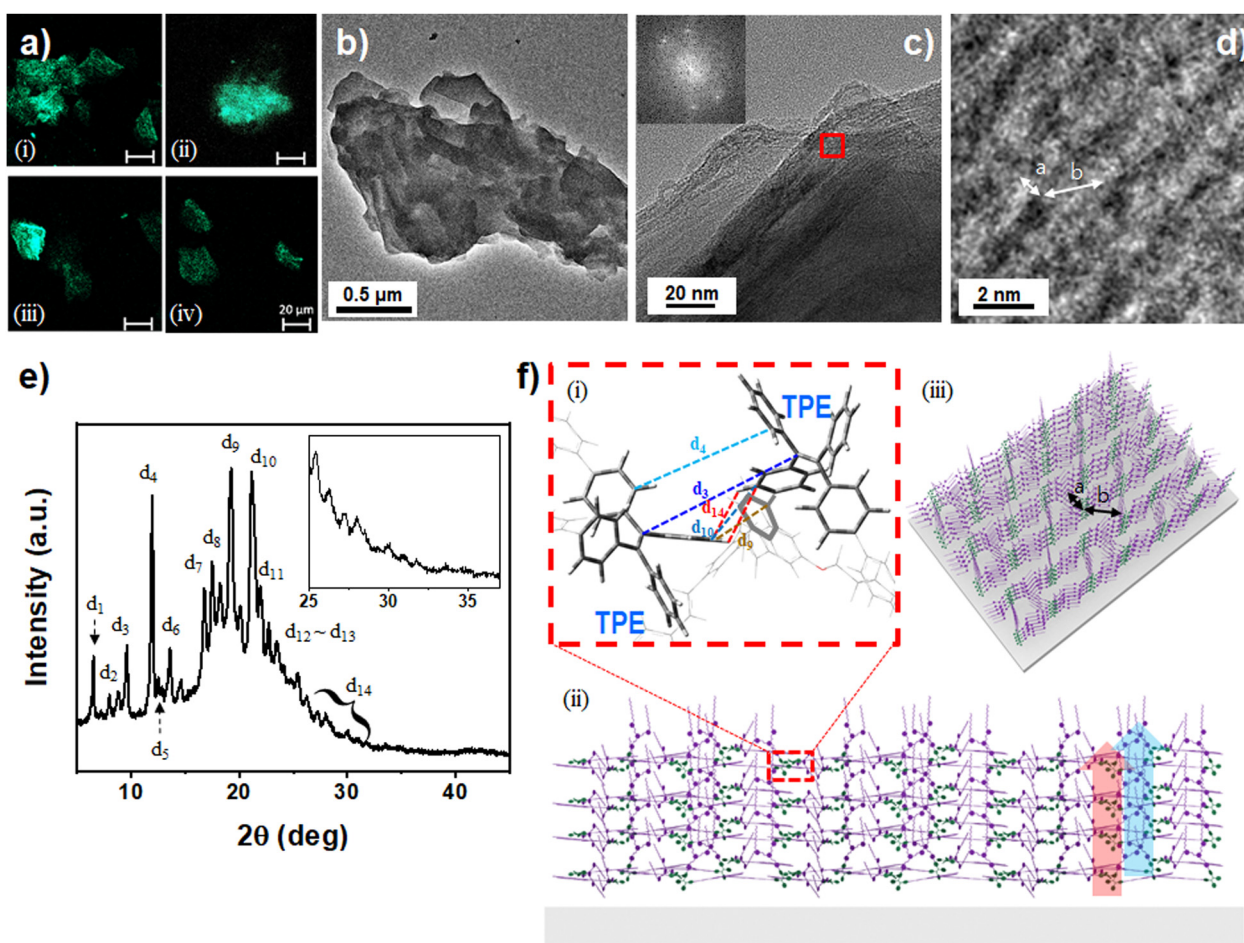 a)
(i)
(ii)
(iii)
(iv)
20 µm
b)
0.5 µm
c)
20 nm
d)
a
b
2 nm
e)
Intensity (a.u.)
d1
d2
d3
d4
d5
d6
d7
d8
d9
d10
d11
d12~d13
d14
25
30
35
10
20
30
40
2θ (deg)
f)
(i)
TPE
d4
d3
d14
d10
d9
TPE
(iii)
a
b
(ii)